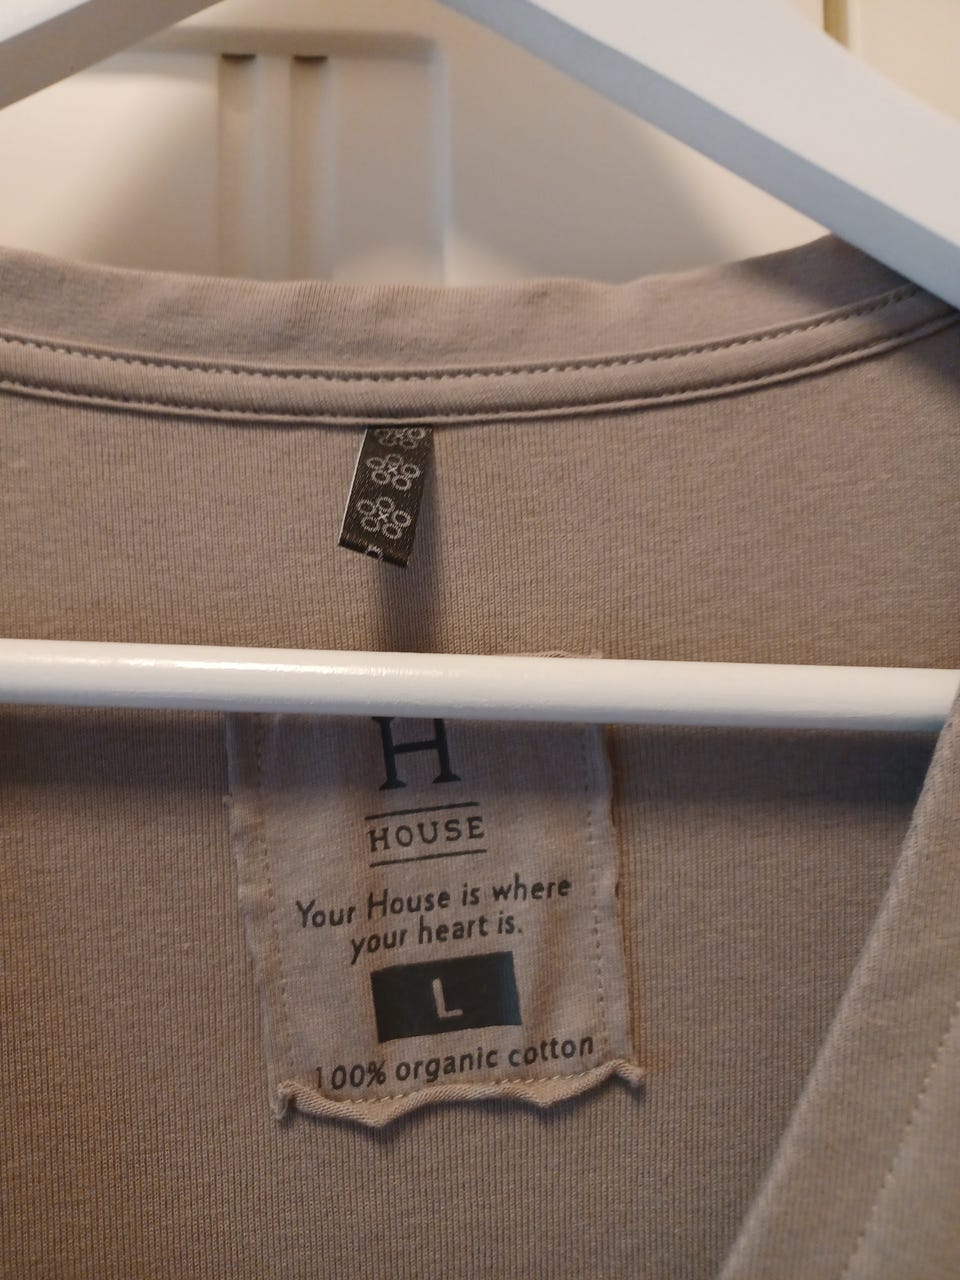 H
HOUSE
Your House is where
your heart is.
L
100% organic cotton